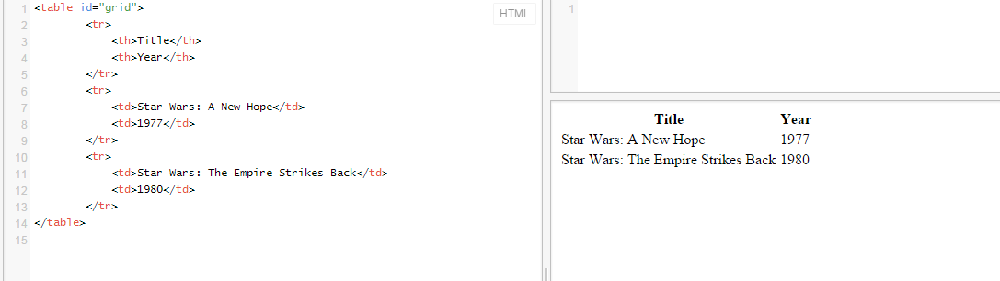 1 <table id="grid">
2 <tr>
3 <th>Title</th>
4 <th>Year</th>
5 </tr>
6 <tr>
7 <td>Star Wars: A New Hope</td>
8 <td>1977</td>
9 </tr>
10 <tr>
11 <td>Star Wars: The Empire Strikes Back</td>
12 <td>1980</td>
13 </tr>
14 </table>
15
HTML
1
Title Year
Star Wars: A New Hope 1977
Star Wars: The Empire Strikes Back 1980